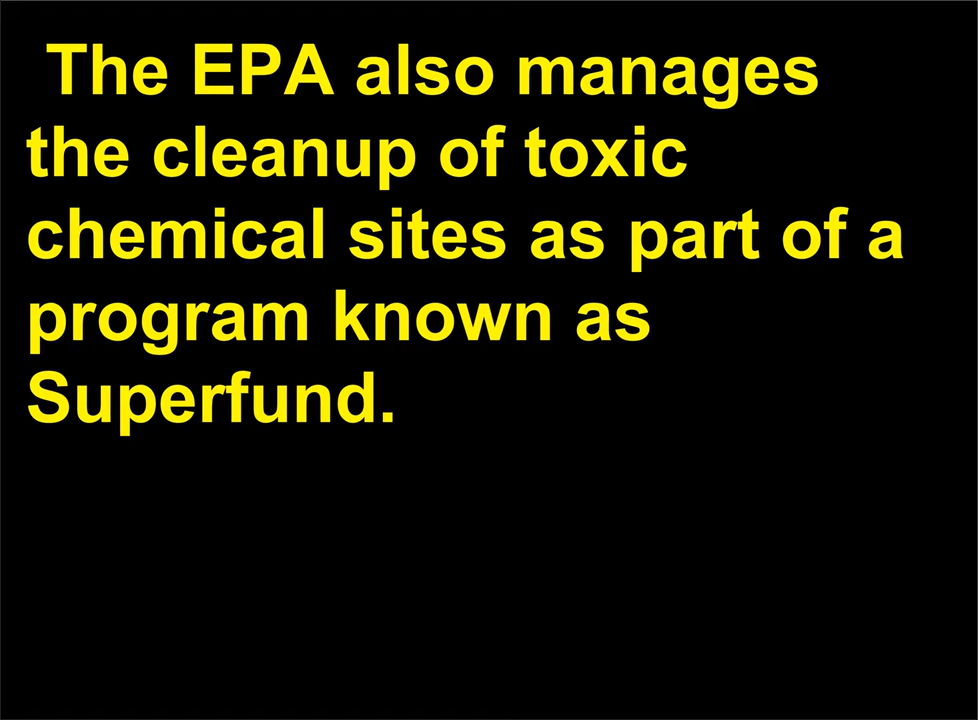 The EPA also manages
the cleanup of toxic
chemical sites as part of a
program known as
Superfund.